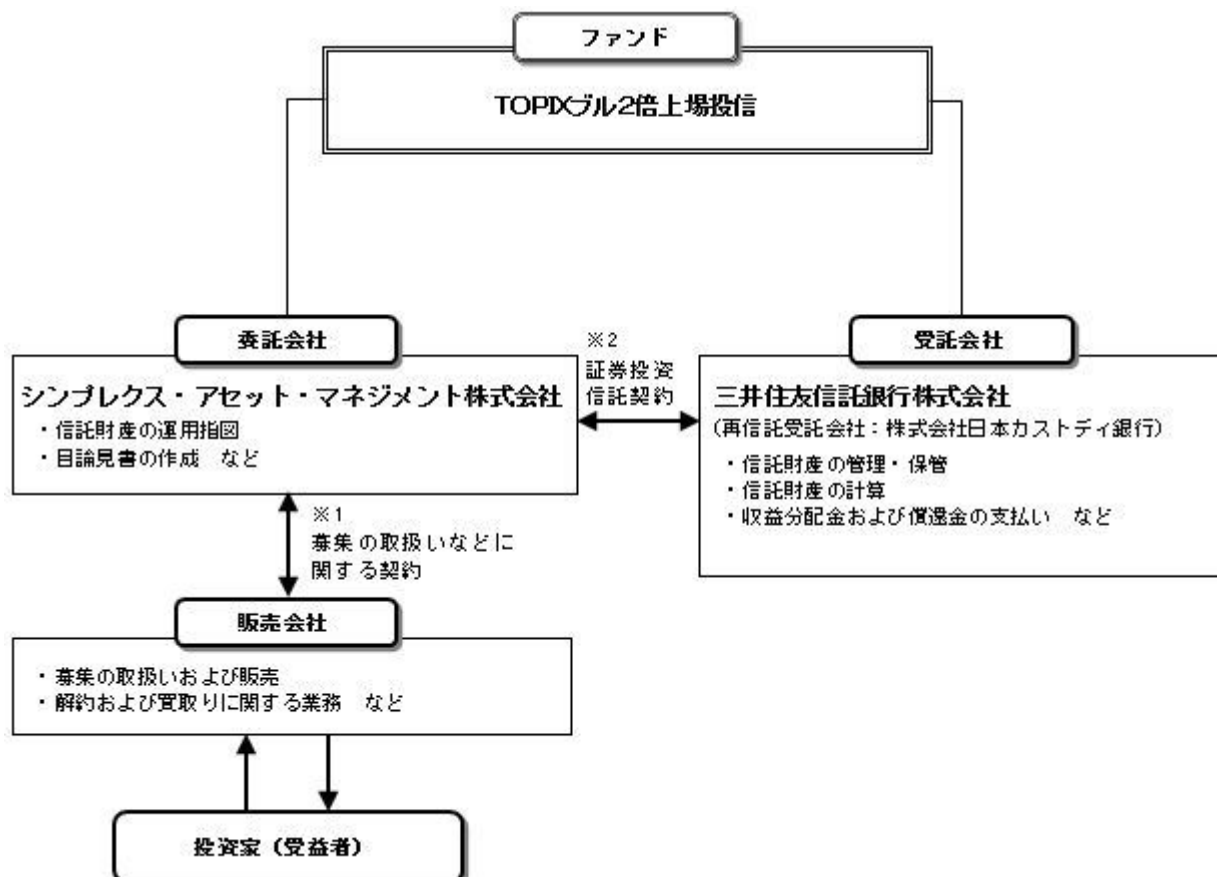 ファンド
TOPIXブル2倍上場投信
委託会社
シンプレクス・アセット・マネジメント株式会社
・信託財産の運用指図
・目論見書の作成 など
※2
証券投資
信託契約
受託会社
三井住友信託銀行株式会社
(再信託受託会社：株式会社日本カストディ銀行)
・信託財産の管理・保管
・信託財産の計算
・収益分配金および償還金の支払い など
※1
募集の取扱いなどに
関する契約
販売会社
・募集の取扱いおよび販売
・解約および買取りに関する業務 など
投資家（受益者）